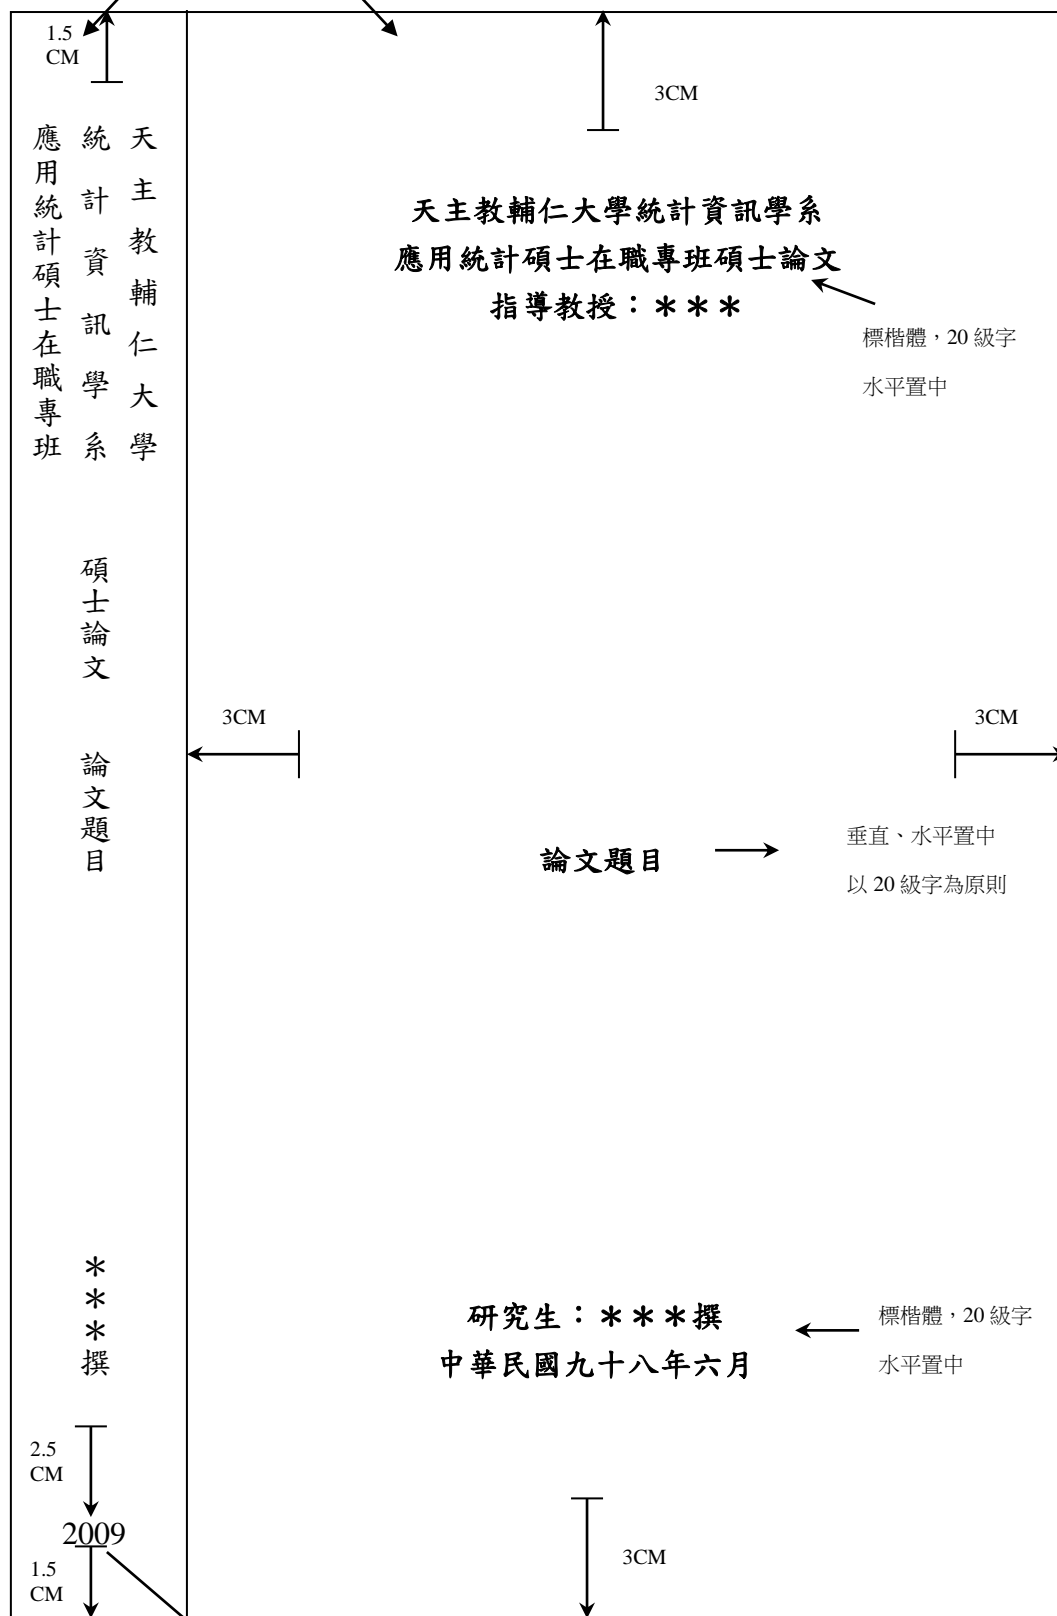 1.5
CM
天主教輔仁大學
統計資訊學系
應用統計碩士在職專班
碩士論文
論文題目
＊＊＊撰
2.5
CM
2009
1.5
CM
3CM
天主教輔仁大學統計資訊學系
應用統計碩士在職專班碩士論文
指導教授：＊＊＊
標楷體，20 級字
水平置中
3CM
3CM
論文題目
垂直、水平置中
以 20 級字為原則
研究生：＊＊＊撰
中華民國九十八年六月
標楷體，20 級字
水平置中
3CM